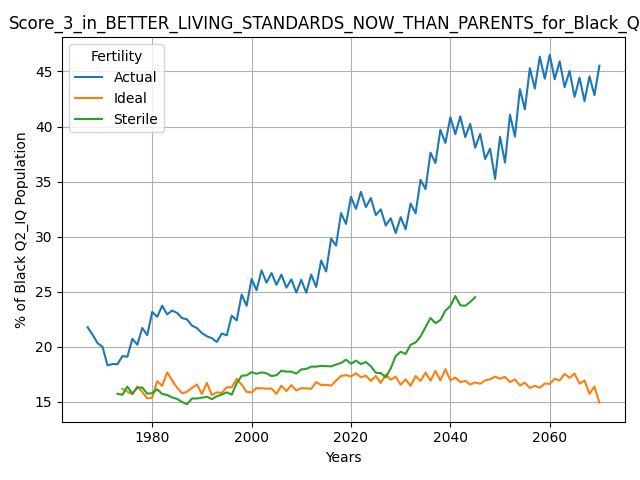 Score_3_in_BETTER_LIVING_STANDARDS_NOW_THAN_PARENTS_for_Black_Q
Fertility
Actual
Ideal
Sterile
% of Black Q2_IQ Population
45
40
35
30
25
20
15
1980
2000
2020
2040
2060
Years